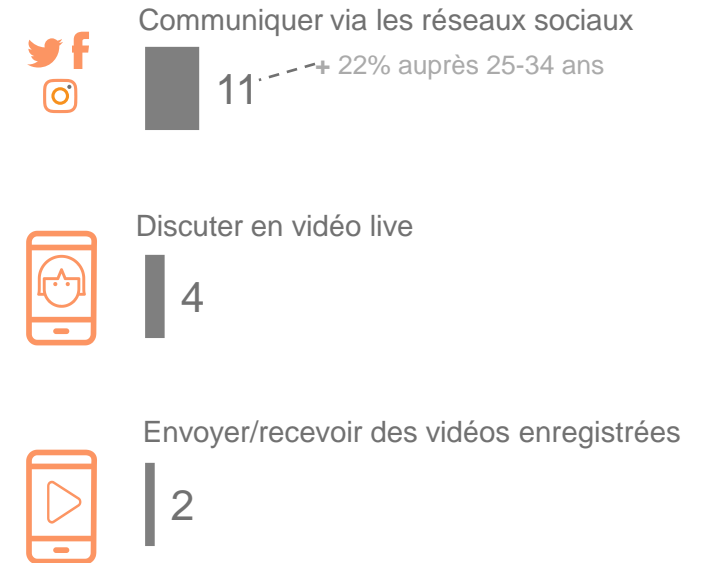 Communiquer via les réseaux sociaux
11
+ 22% auprès 25-34 ans
Discuter en vidéo live
4
Envoyer/recevoir des vidéos enregistrées
2